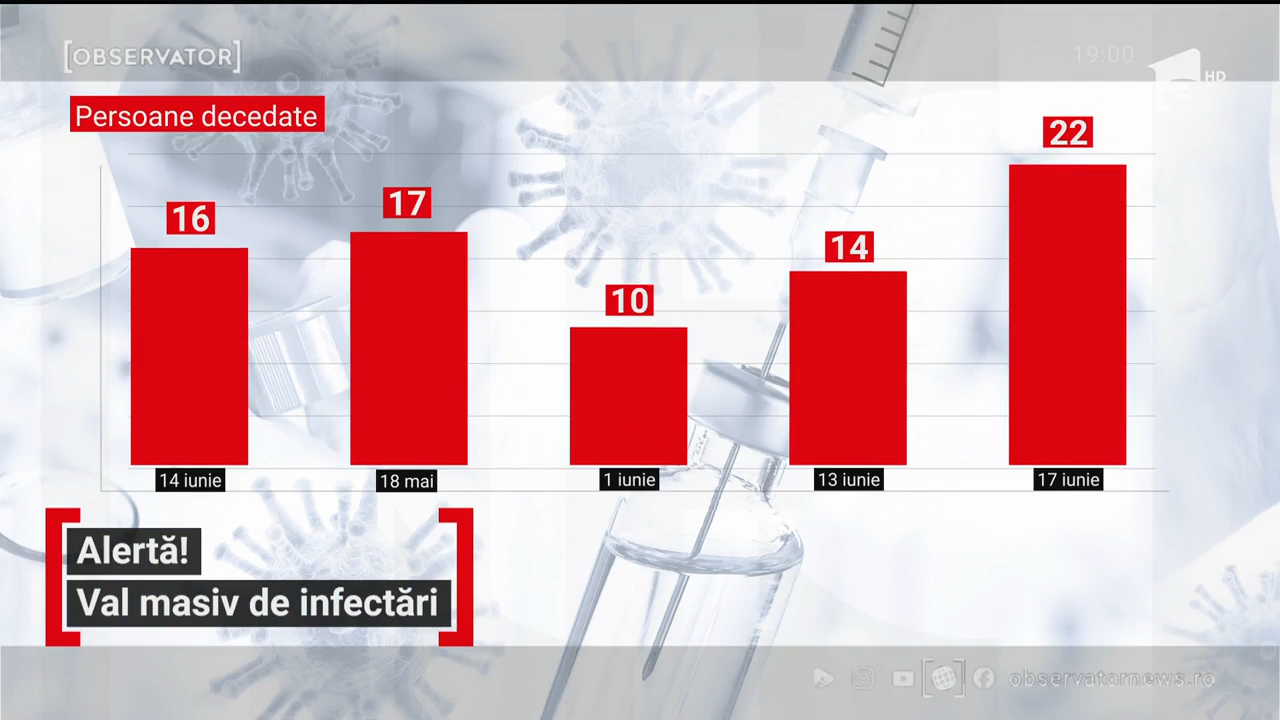 [OBSERVATOR]
19:00
HD
Persoane decedate
16
17
10
14
22
14 iunie
18 mai
1 iunie
13 iunie
17 iunie
Alertă!
Val masiv de infectări
observatornews.ro